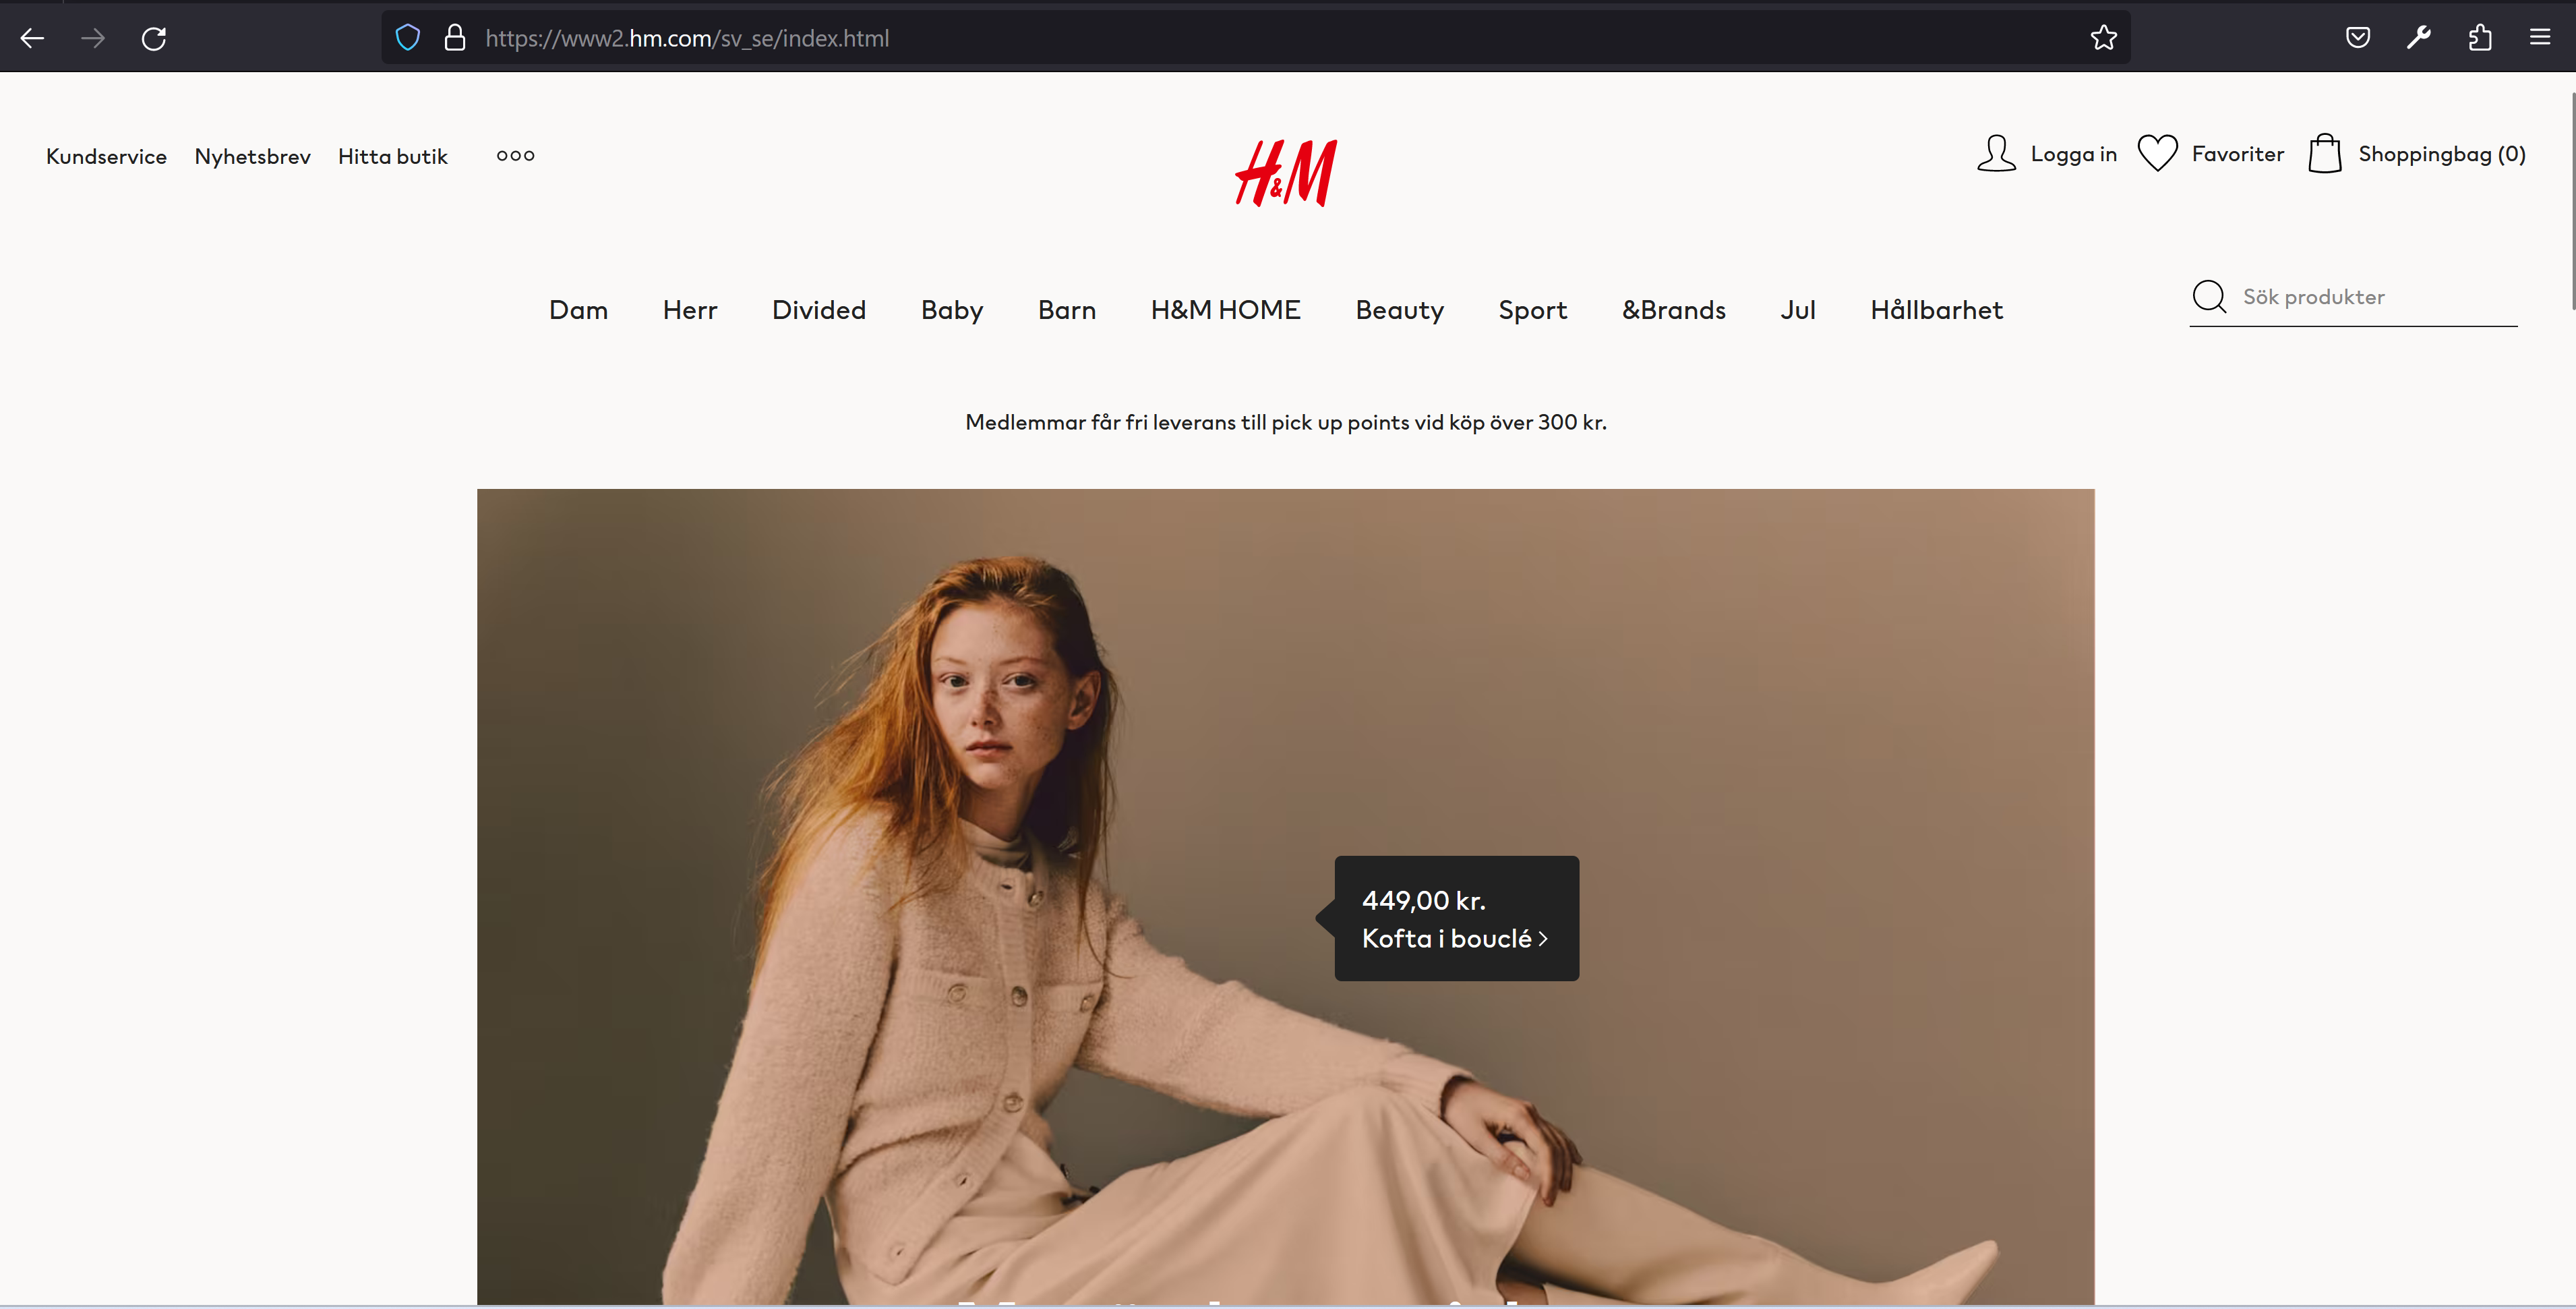 https://www2.hm.com/sv_se/index.html
Kundservice Nyhetsbrev Hitta butik
H&M
Logga in Favoriter Shoppingbag (0)
Dam Herr Divided Baby Barn H&M HOME Beauty Sport &Brands Jul Hållbarhet
Sök produkter
Medlemmar får fri leverans till pick up points vid köp över 300 kr.
449,00 kr.
Kofta i bouclé